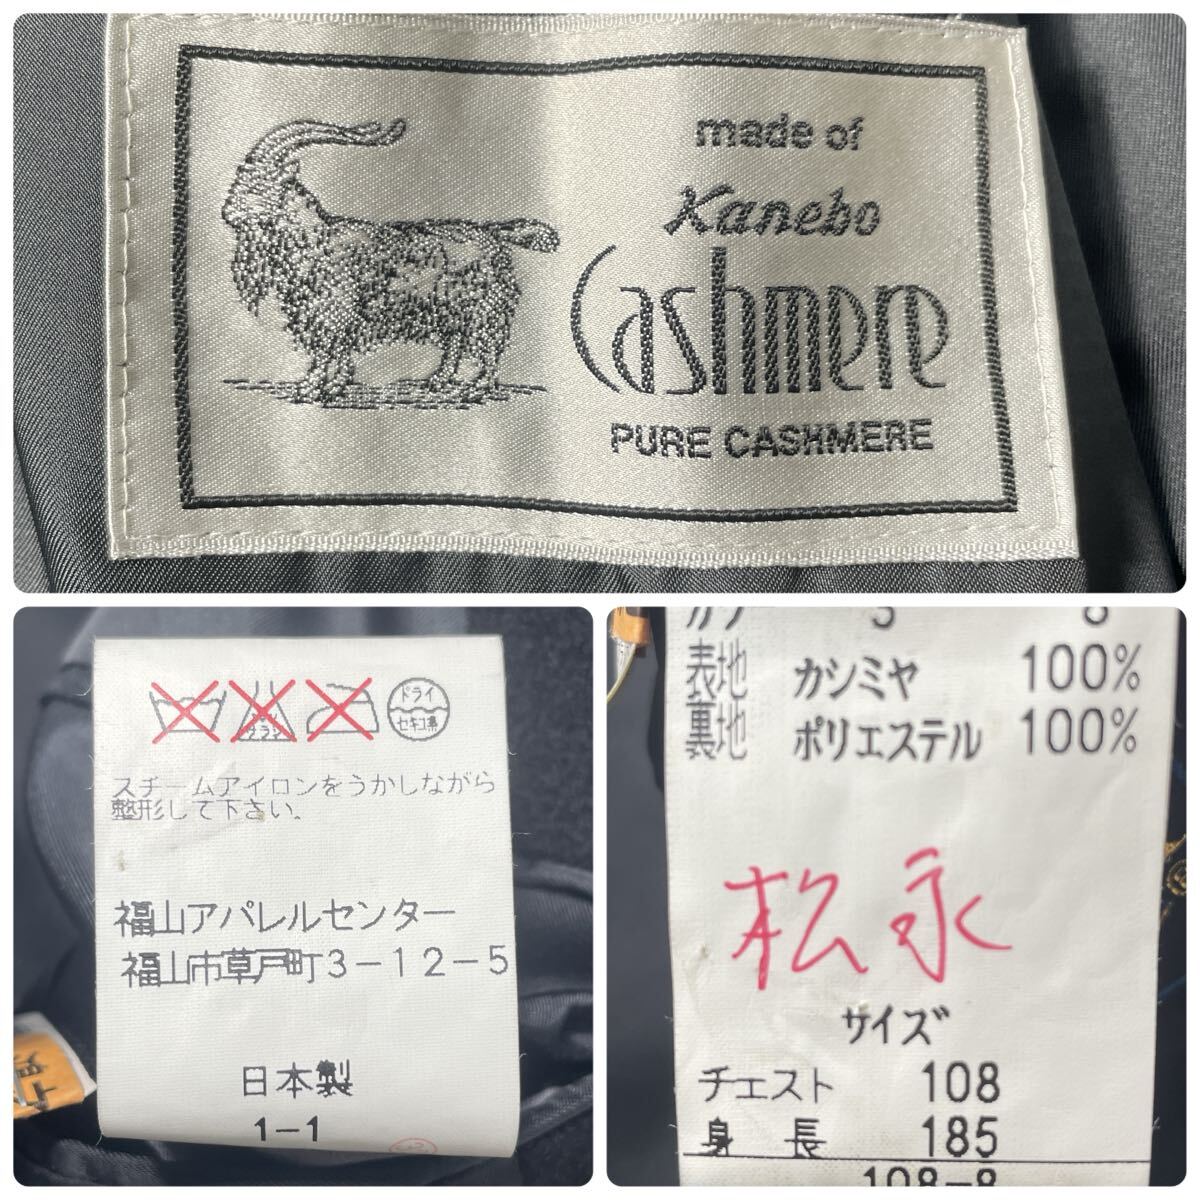 made of
Kanebo
Cashmere
PURE CASHMERE
ドライ
セキユ系
スチームアイロンをうかしながら
整形して下さい。
福山アパレルセンター
福山市草戸町3-12-5
日本製
1-1
表地 カシミヤ 100%
裏地 ポリエステル 100%
松永
サイズ
チェスト 108
身長 185
108-8